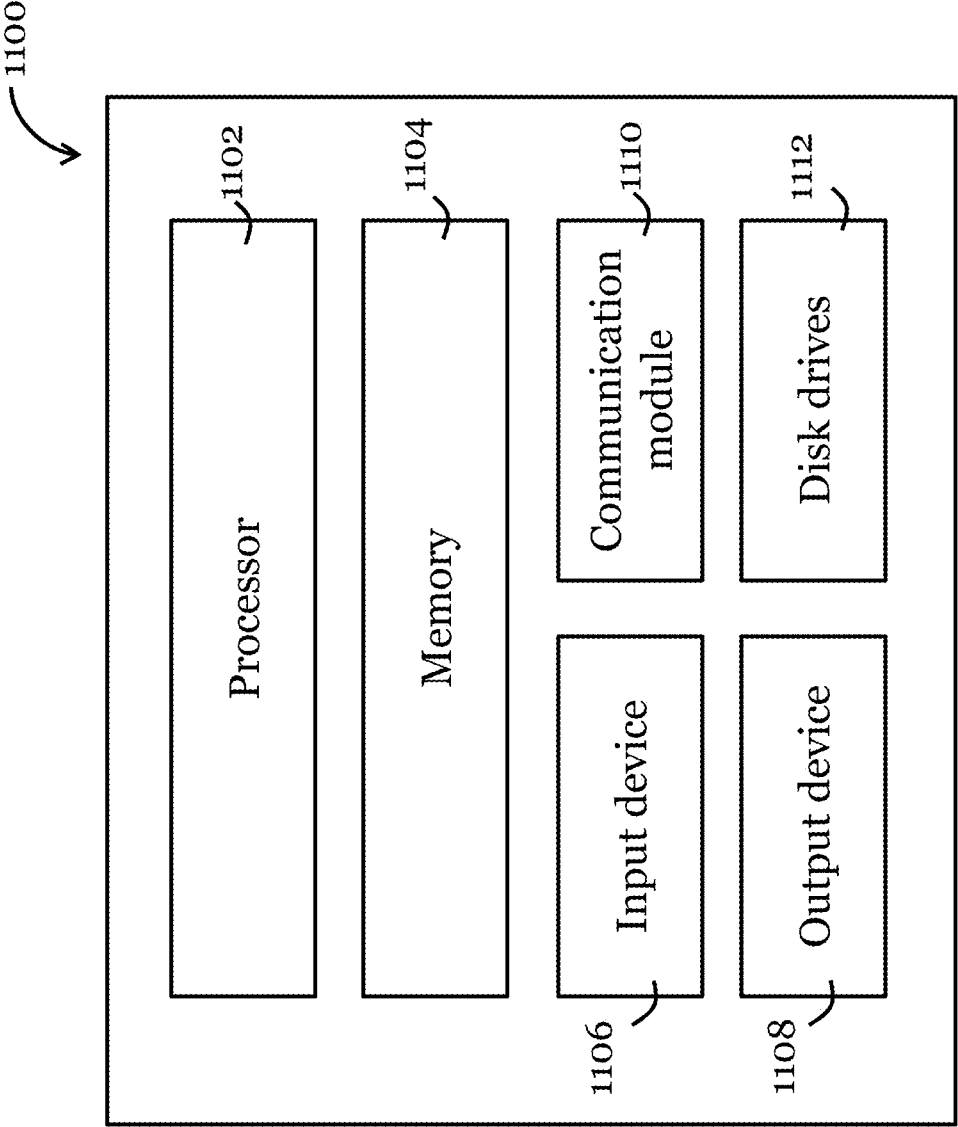 1100
1102
Processor
1104
Memory
1106
Input device
1110
Communication
module
1108
Output device
1112
Disk drives